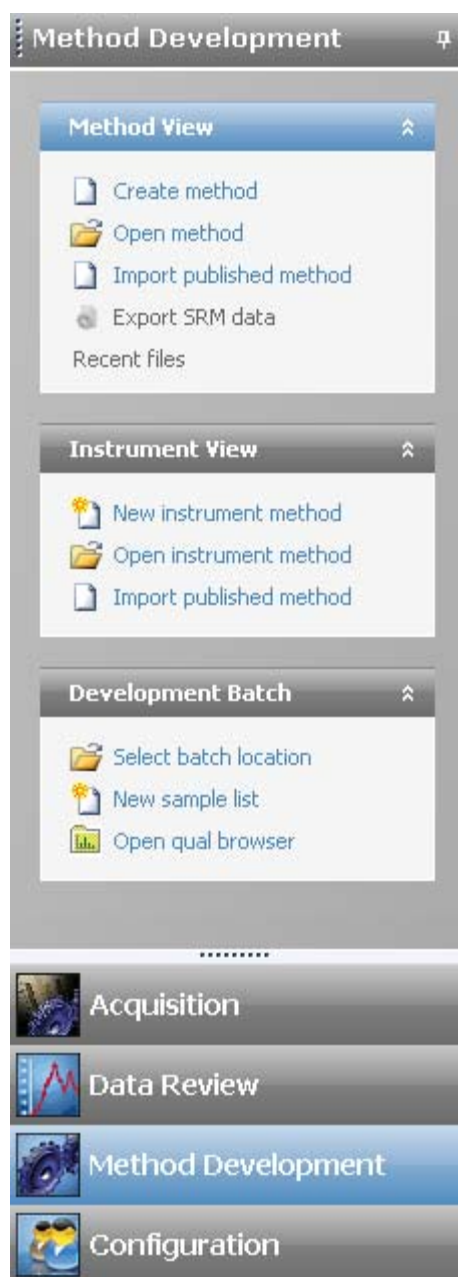 Method Development
Method View
Create method
Open method
Import published method
Export SRM data
Recent files
Instrument View
New instrument method
Open instrument method
Import published method
Development Batch
Select batch location
New sample list
Open qual browser
Acquisition
Data Review
Method Development
Configuration